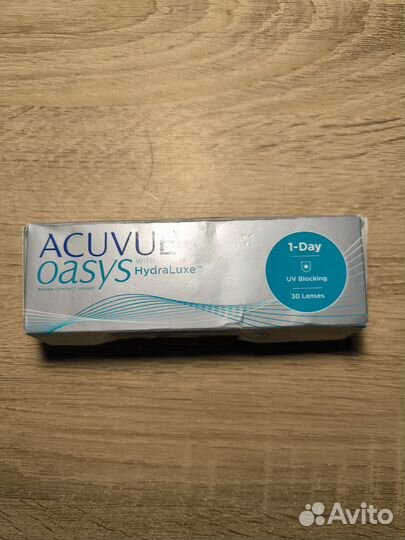 ACUVUE
oasys WITH HydraLuxe™
BRAND CONTACT LENSES
1-Day
UV Blocking
30 Lenses
Avito